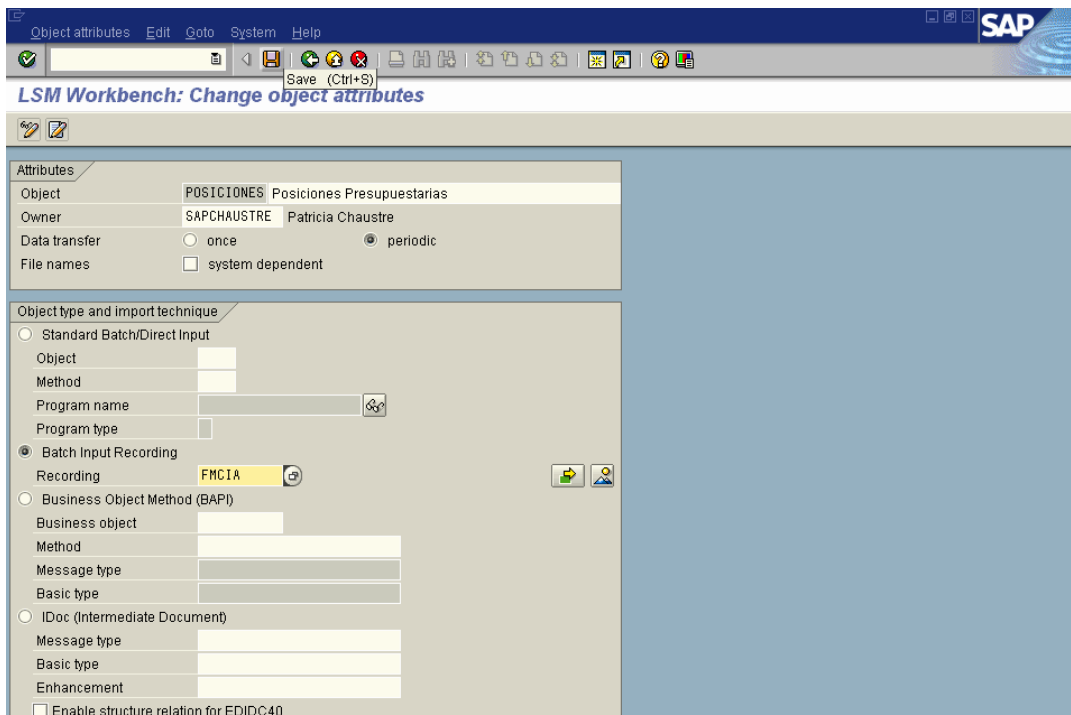 Object attributes Edit Goto System Help
SAP
Save (Ctrl+S)
LSM Workbench: Change object attributes
Attributes
Object POSICIONES Posiciones Presupuestarias
Owner SAPCHAUSTRE Patricia Chaustre
Data transfer once periodic
File names system dependent
Object type and import technique
Standard Batch/Direct Input
Object
Method
Program name
Program type
Batch Input Recording
Recording FMCIA
Business Object Method (BAPI)
Business object
Method
Message type
Basic type
IDoc (Intermediate Document)
Message type
Basic type
Enhancement
Enable structure relation for EDIDC40